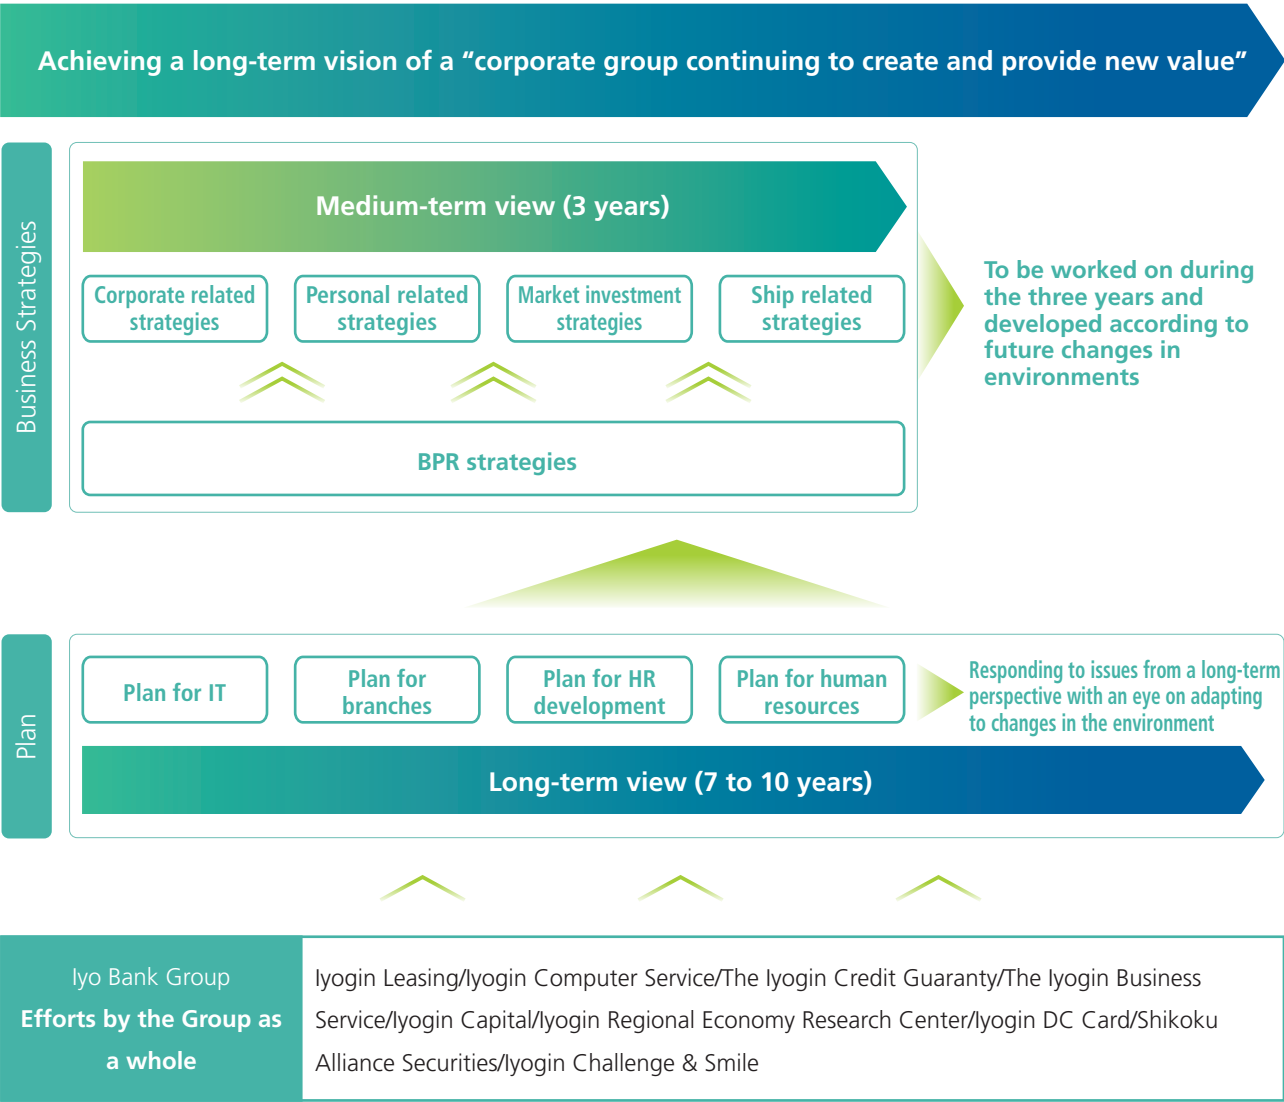 Achieving a long-term vision of a “corporate group continuing to create and provide new value”
Business Strategies
Medium-term view (3 years)
Corporate related
strategies
Personal related
strategies
Market investment
strategies
Ship related
strategies
BPR strategies
To be worked on during
the three years and
developed according to
future changes in
environments
Plan
Plan for IT
Plan for
branches
Plan for HR
development
Plan for human
resources
Responding to issues from a long-term
perspective with an eye on adapting
to changes in the environment
Long-term view (7 to 10 years)
Iyo Bank Group
Efforts by the Group as
a whole
Iyogin Leasing/Iyogin Computer Service/The Iyogin Credit Guaranty/The Iyogin Business
Service/Iyogin Capital/Iyogin Regional Economy Research Center/Iyogin DC Card/Shikoku
Alliance Securities/Iyogin Challenge & Smile